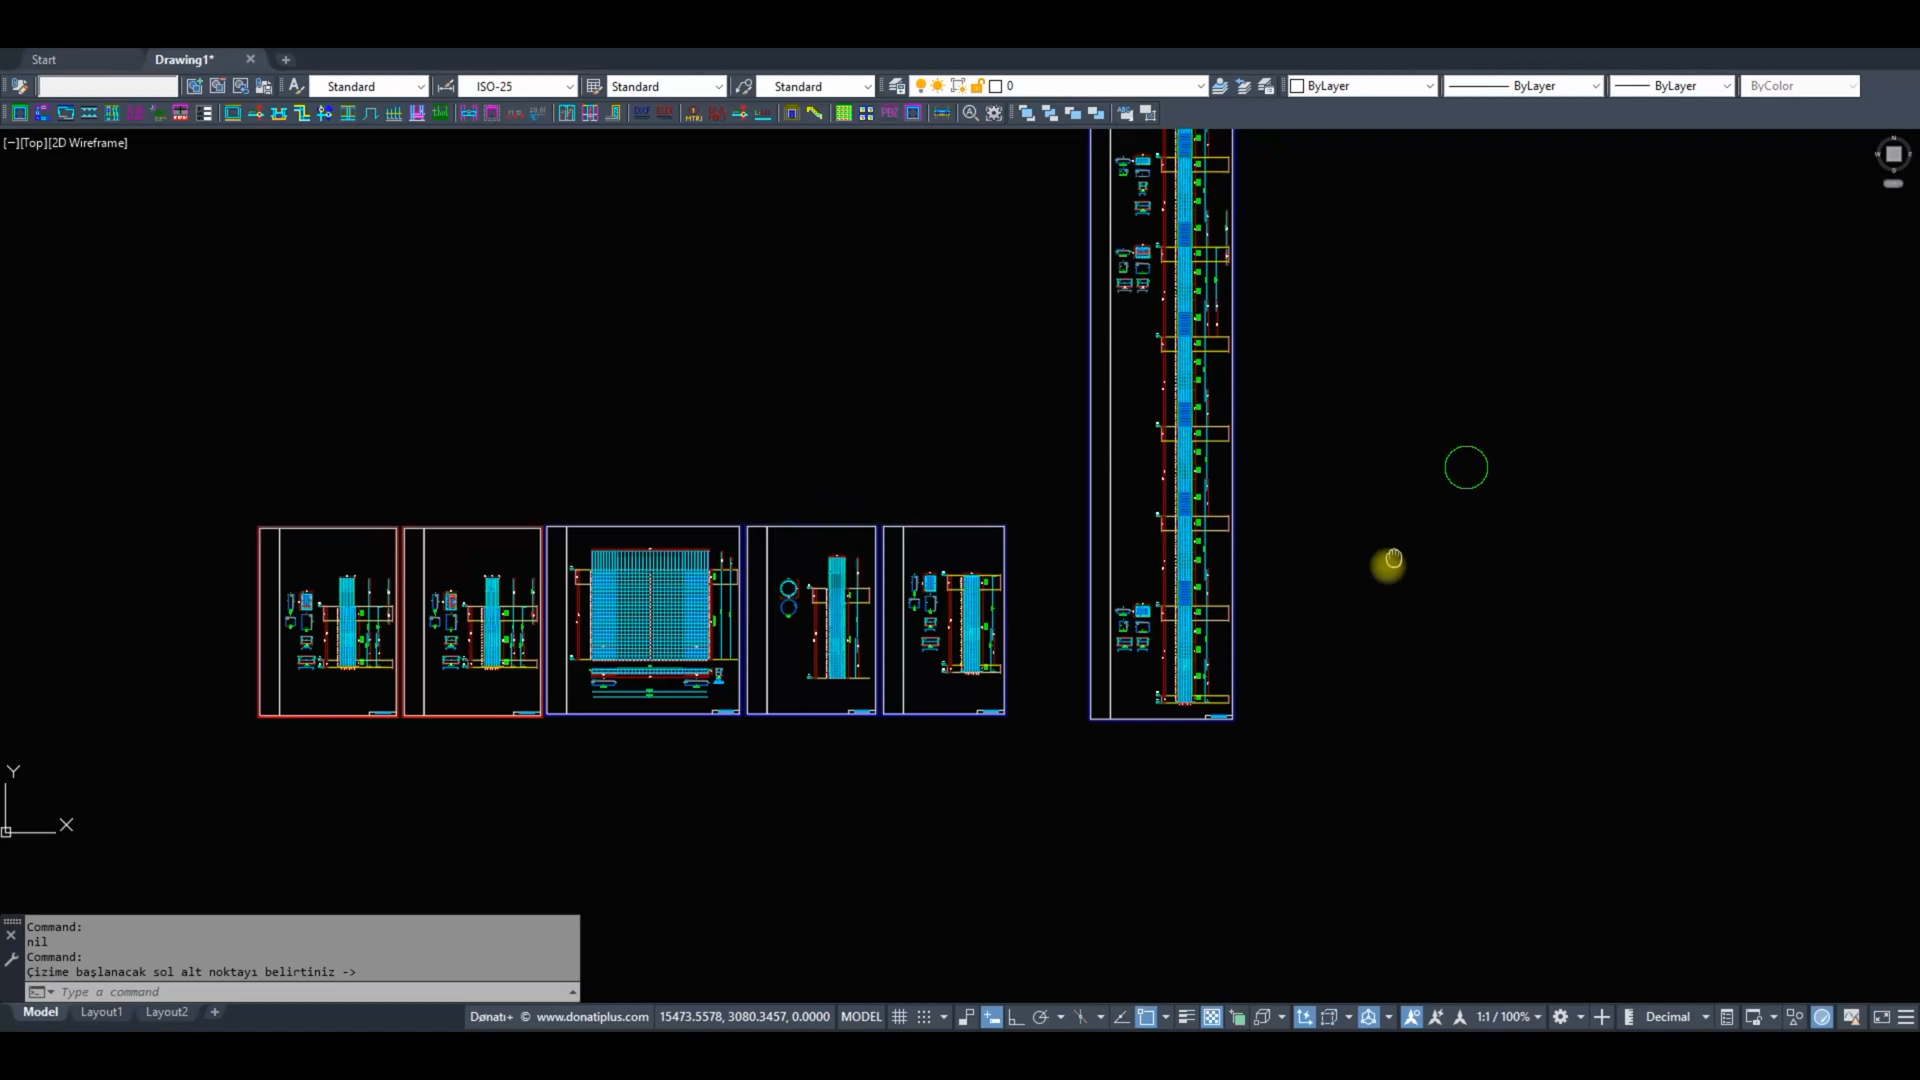 Start
Drawing1*
Standard
ISO-25
Standard
Standard
0
ByLayer
ByLayer
ByLayer
ByColor
[−][Top][2D Wireframe]
N
Y
X
Command:
nil
Command:
Çizime başlanacak sol alt noktayı belirtiniz ->
Type a command
Model
Layout1
Layout2
Dønatı+ © www.donatiplus.com
15473.5578, 3080.3457, 0.0000
MODEL
1:1 / 100%
Decimal